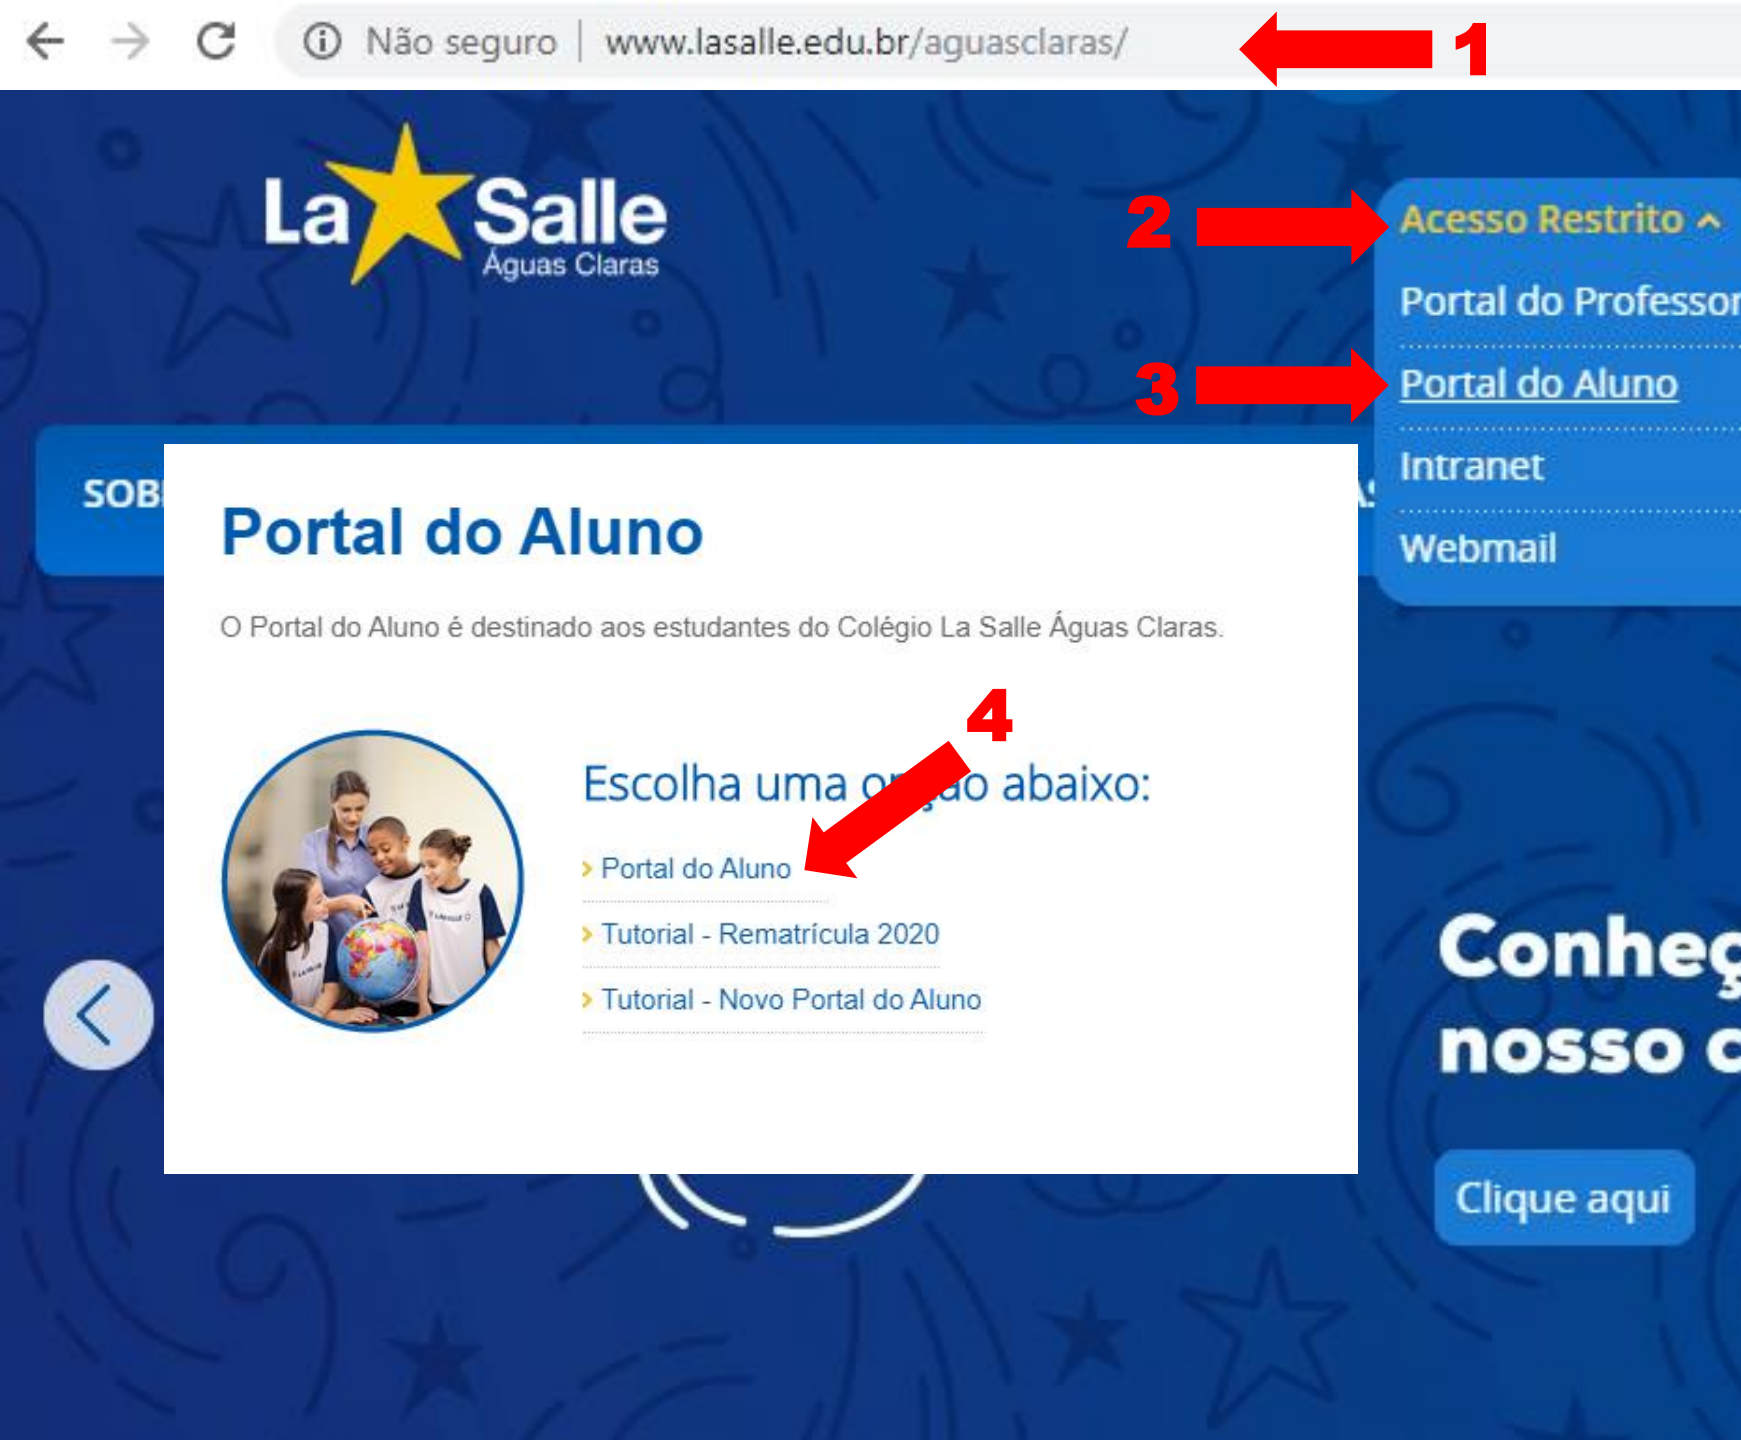 Não seguro | www.lasalle.edu.br/aguasclaras/
1
La Salle
Águas Claras
2
Acesso Restrito
Portal do Professor
3
Portal do Aluno
Intranet
Webmail
SOB
Portal do Aluno
O Portal do Aluno é destinado aos estudantes do Colégio La Salle Águas Claras.
4
Escolha uma opção abaixo:
Portal do Aluno
Tutorial - Rematrícula 2020
Tutorial - Novo Portal do Aluno
Conheç
nosso c
Clique aqui